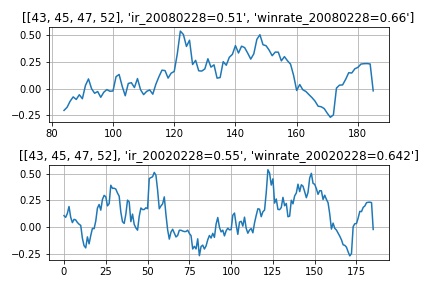 [[43, 45, 47, 52], 'ir_20080228=0.51', 'winrate_20080228=0.66']
0.50
0.25
0.00
−0.25
80 100 120 140 160 180
[[43, 45, 47, 52], 'ir_20020228=0.55', 'winrate_20020228=0.642']
0.50
0.25
0.00
−0.25
0 25 50 75 100 125 150 175